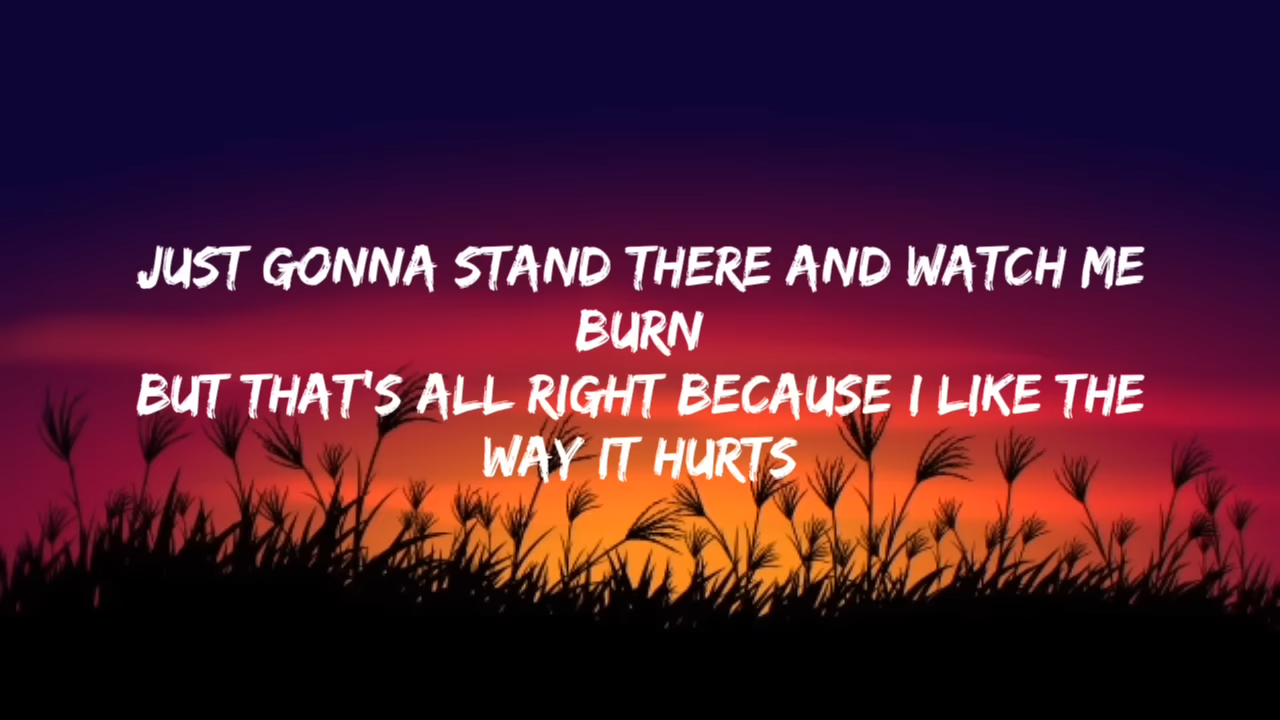 JUST GONNA STAND THERE AND WATCH ME
BURN
BUT THAT'S ALL RIGHT BECAUSE I LIKE THE
WAY IT HURTS